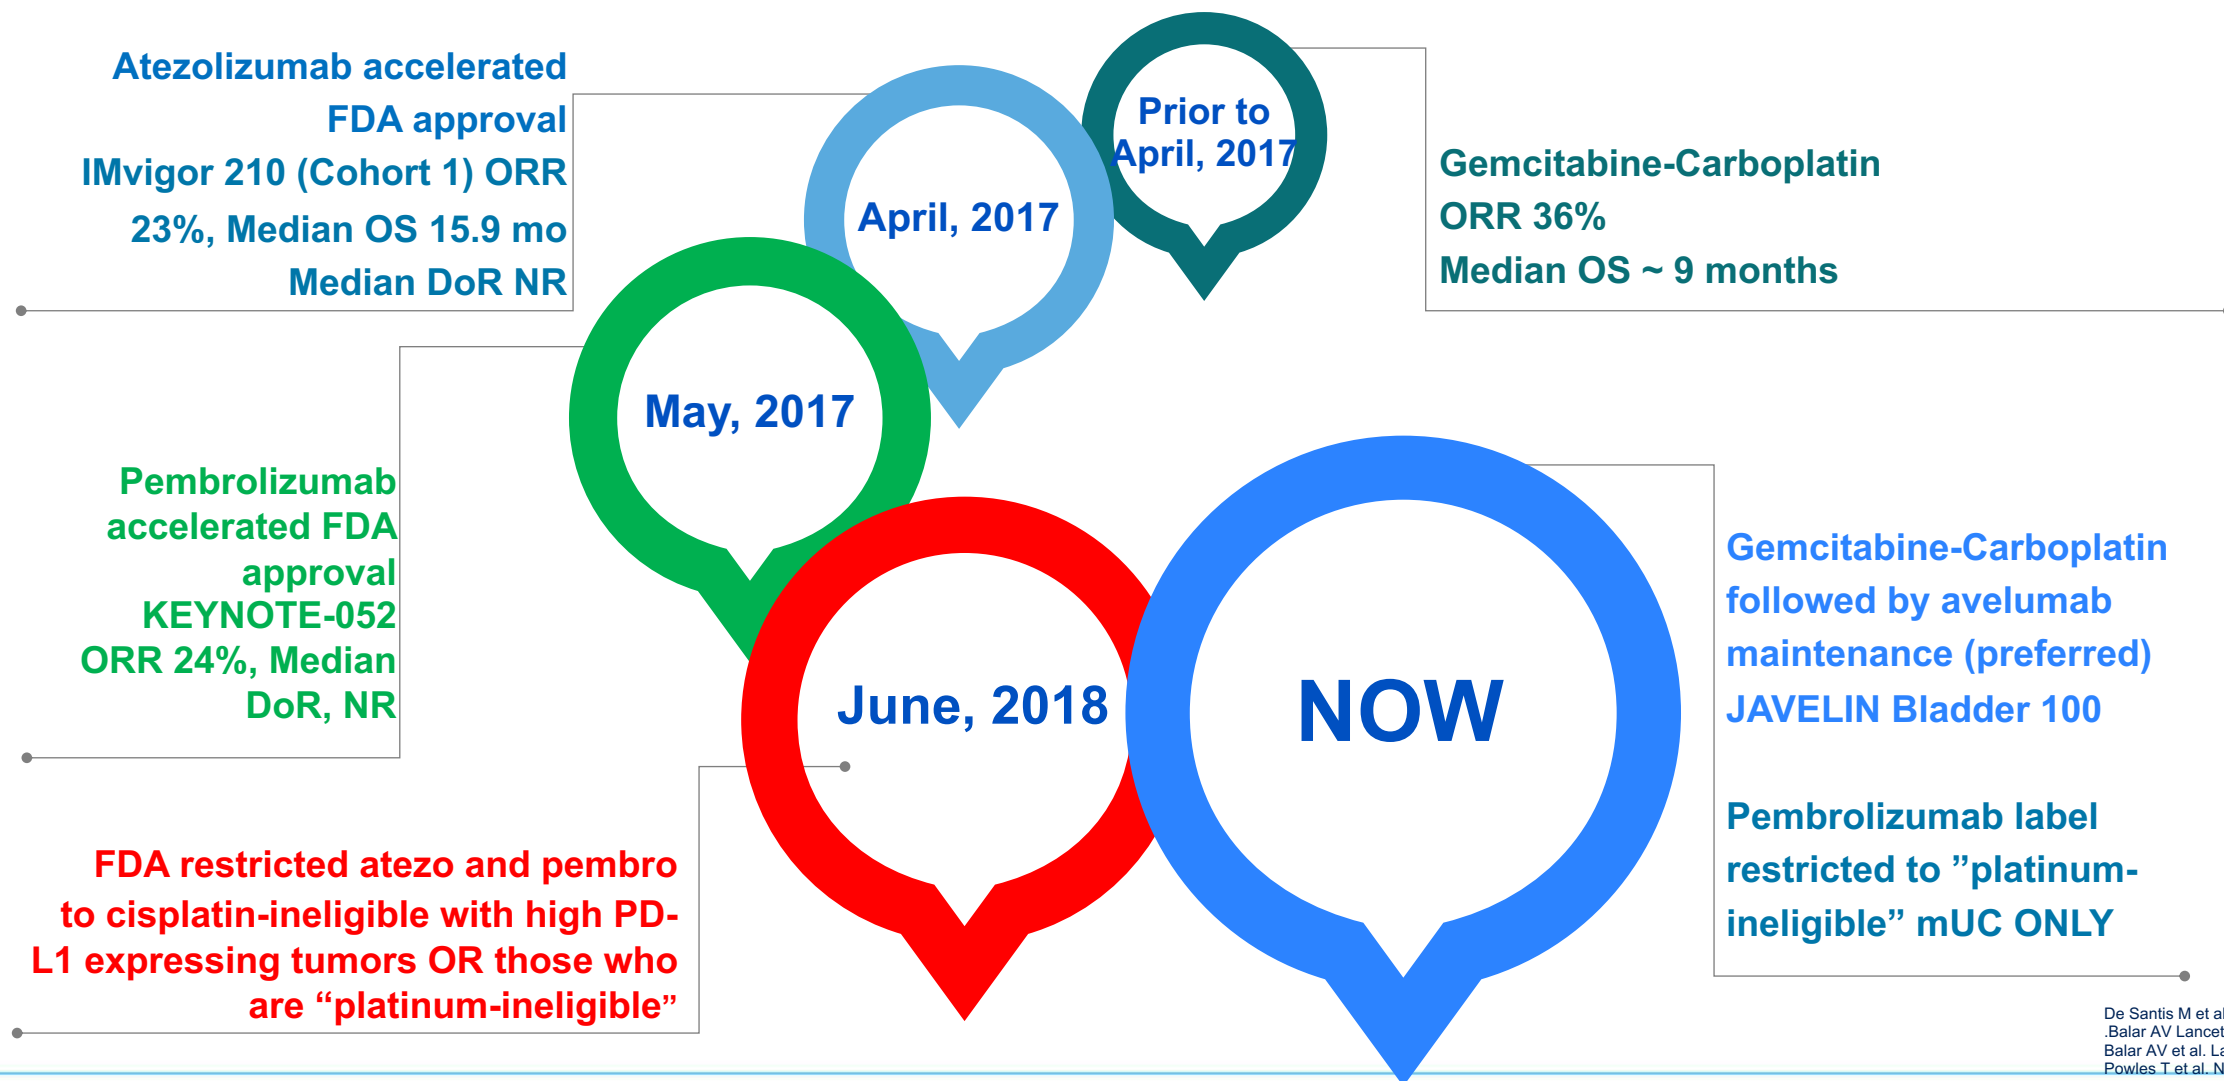 Atezolizumab accelerated
FDA approval
IMvigor 210 (Cohort 1) ORR
23%, Median OS 15.9 mo
Median DoR NR
April, 2017
Prior to
April, 2017
Gemcitabine-Carboplatin
ORR 36%
Median OS ~ 9 months
May, 2017
Pembrolizumab
accelerated FDA
approval
KEYNOTE-052
ORR 24%, Median
DoR, NR
June, 2018
FDA restricted atezo and pembro
to cisplatin-ineligible with high PD-
L1 expressing tumors OR those who
are “platinum-ineligible”
NOW
Gemcitabine-Carboplatin
followed by avelumab
maintenance (preferred)
JAVELIN Bladder 100
Pembrolizumab label
restricted to ”platinum-
ineligible” mUC ONLY
De Santis M et al
.Balar AV Lancet
Balar AV et al.
Powles T et al.